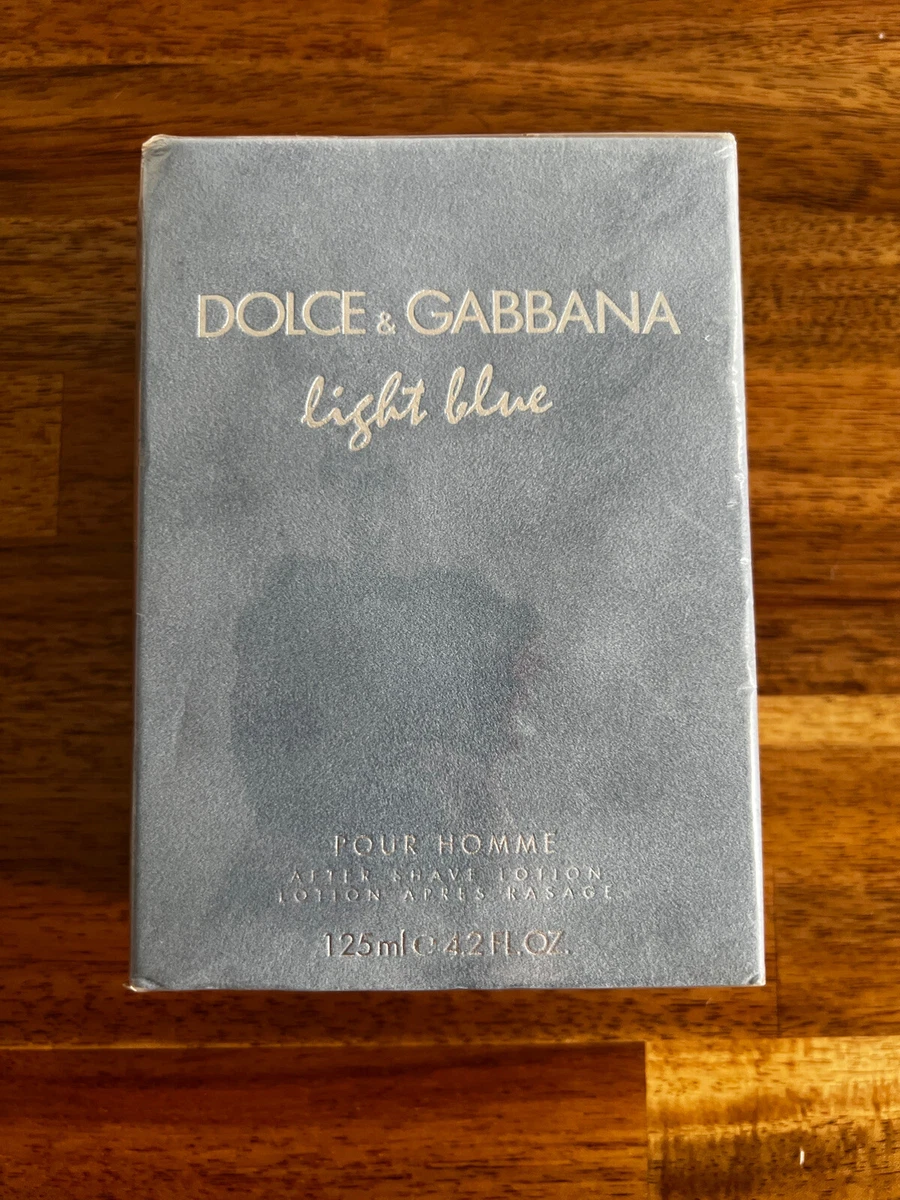 DOLCE & GABBANA
light blue
POUR HOMME
AFTER SHAVE LOTION
LOTION APRÈS RASAGE
125ml ℮ 4.2 FL.OZ.